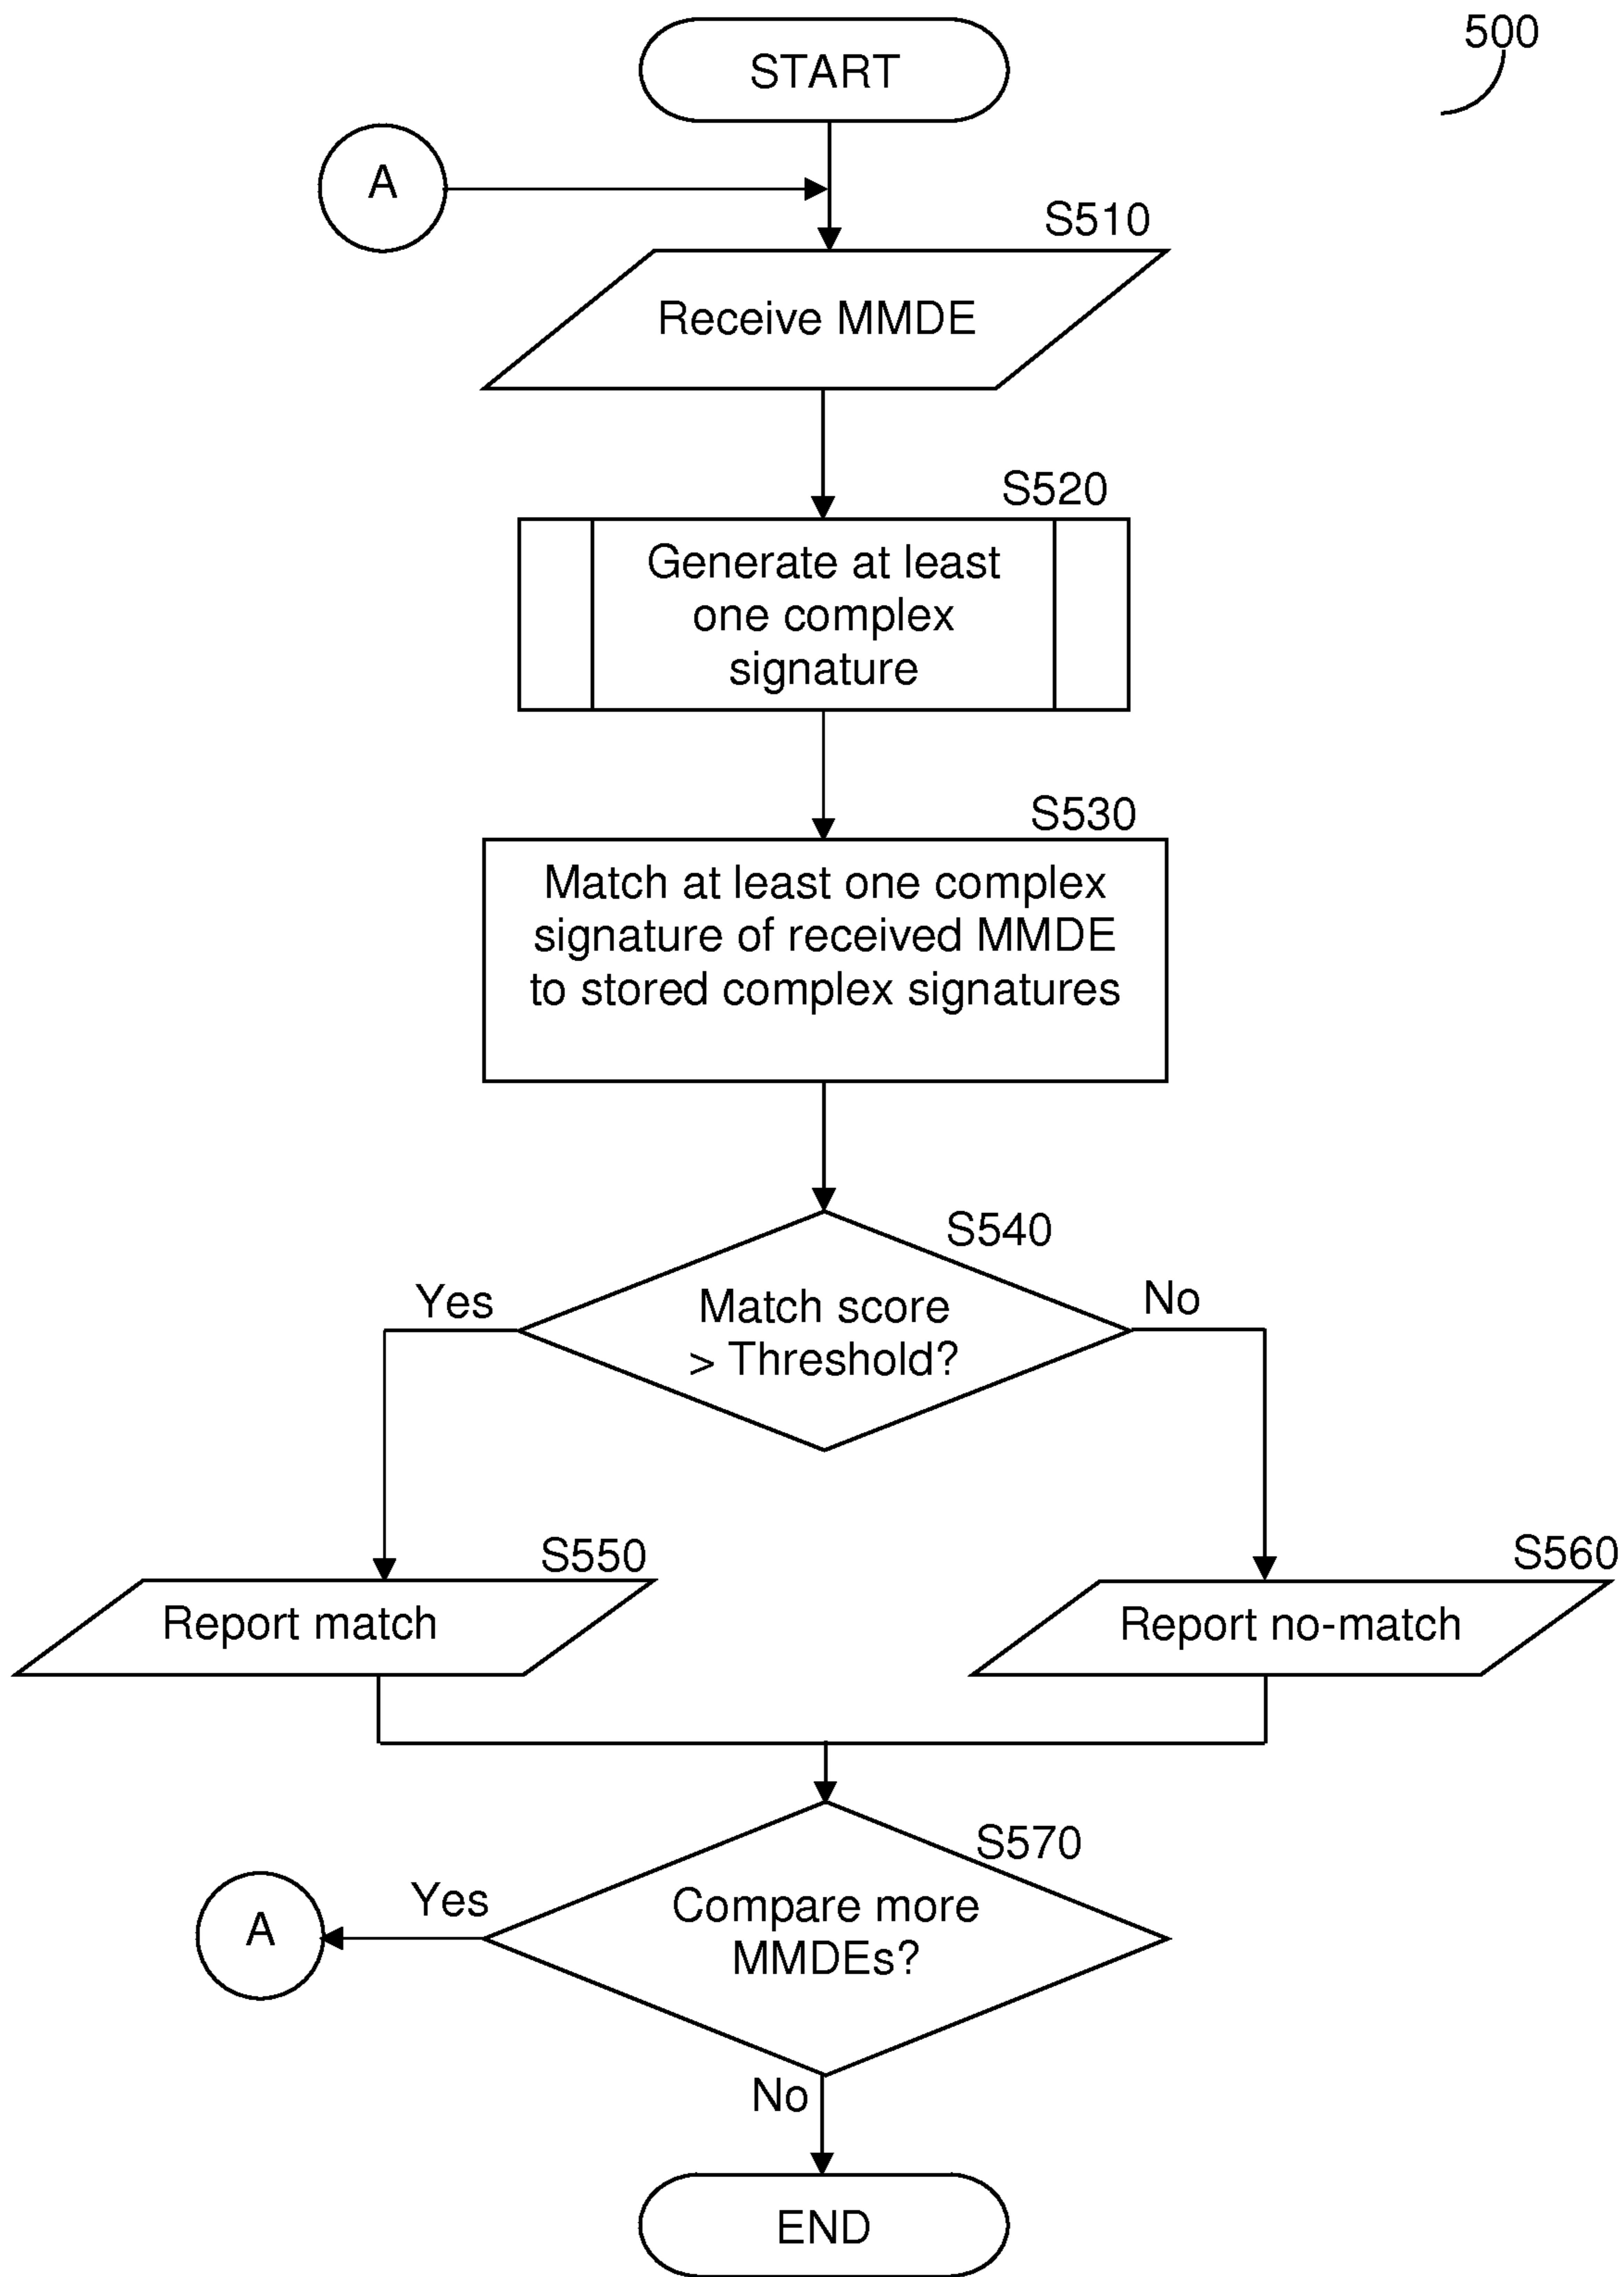 500
START
A
S510
Receive MMDE
S520
Generate at least
one complex
signature
S530
Match at least one complex
signature of received MMDE
to stored complex signatures
S540
Yes
No
Match score
> Threshold?
S550
S560
Report match
Report no-match
S570
Yes
A
Compare more
MMDEs?
No
END